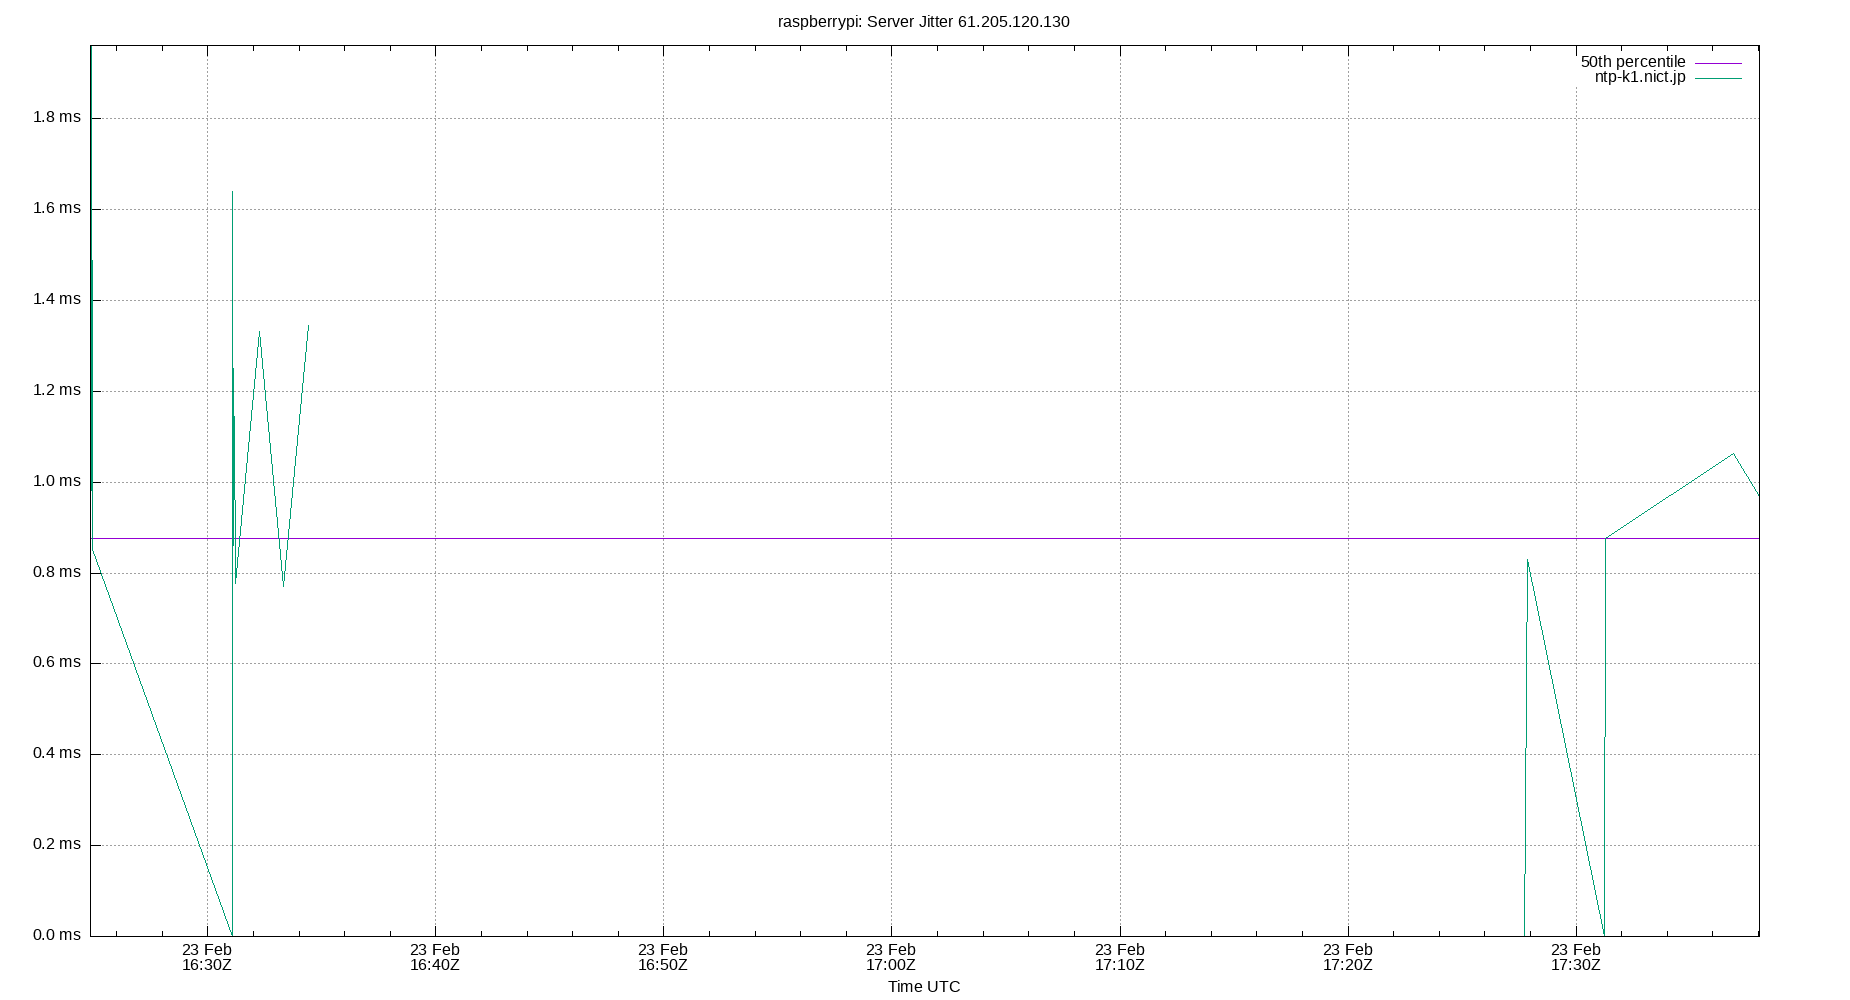 raspberrypi: Server Jitter 61.205.120.130
50th percentile
ntp-k1.nict.jp
1.8 ms
1.6 ms
1.4 ms
1.2 ms
1.0 ms
0.8 ms
0.6 ms
0.4 ms
0.2 ms
0.0 ms
23 Feb 23 Feb 23 Feb 23 Feb 23 Feb 23 Feb 23 Feb
16:30Z 16:40Z 16:50Z 17:00Z 17:10Z 17:20Z 17:30Z
Time UTC